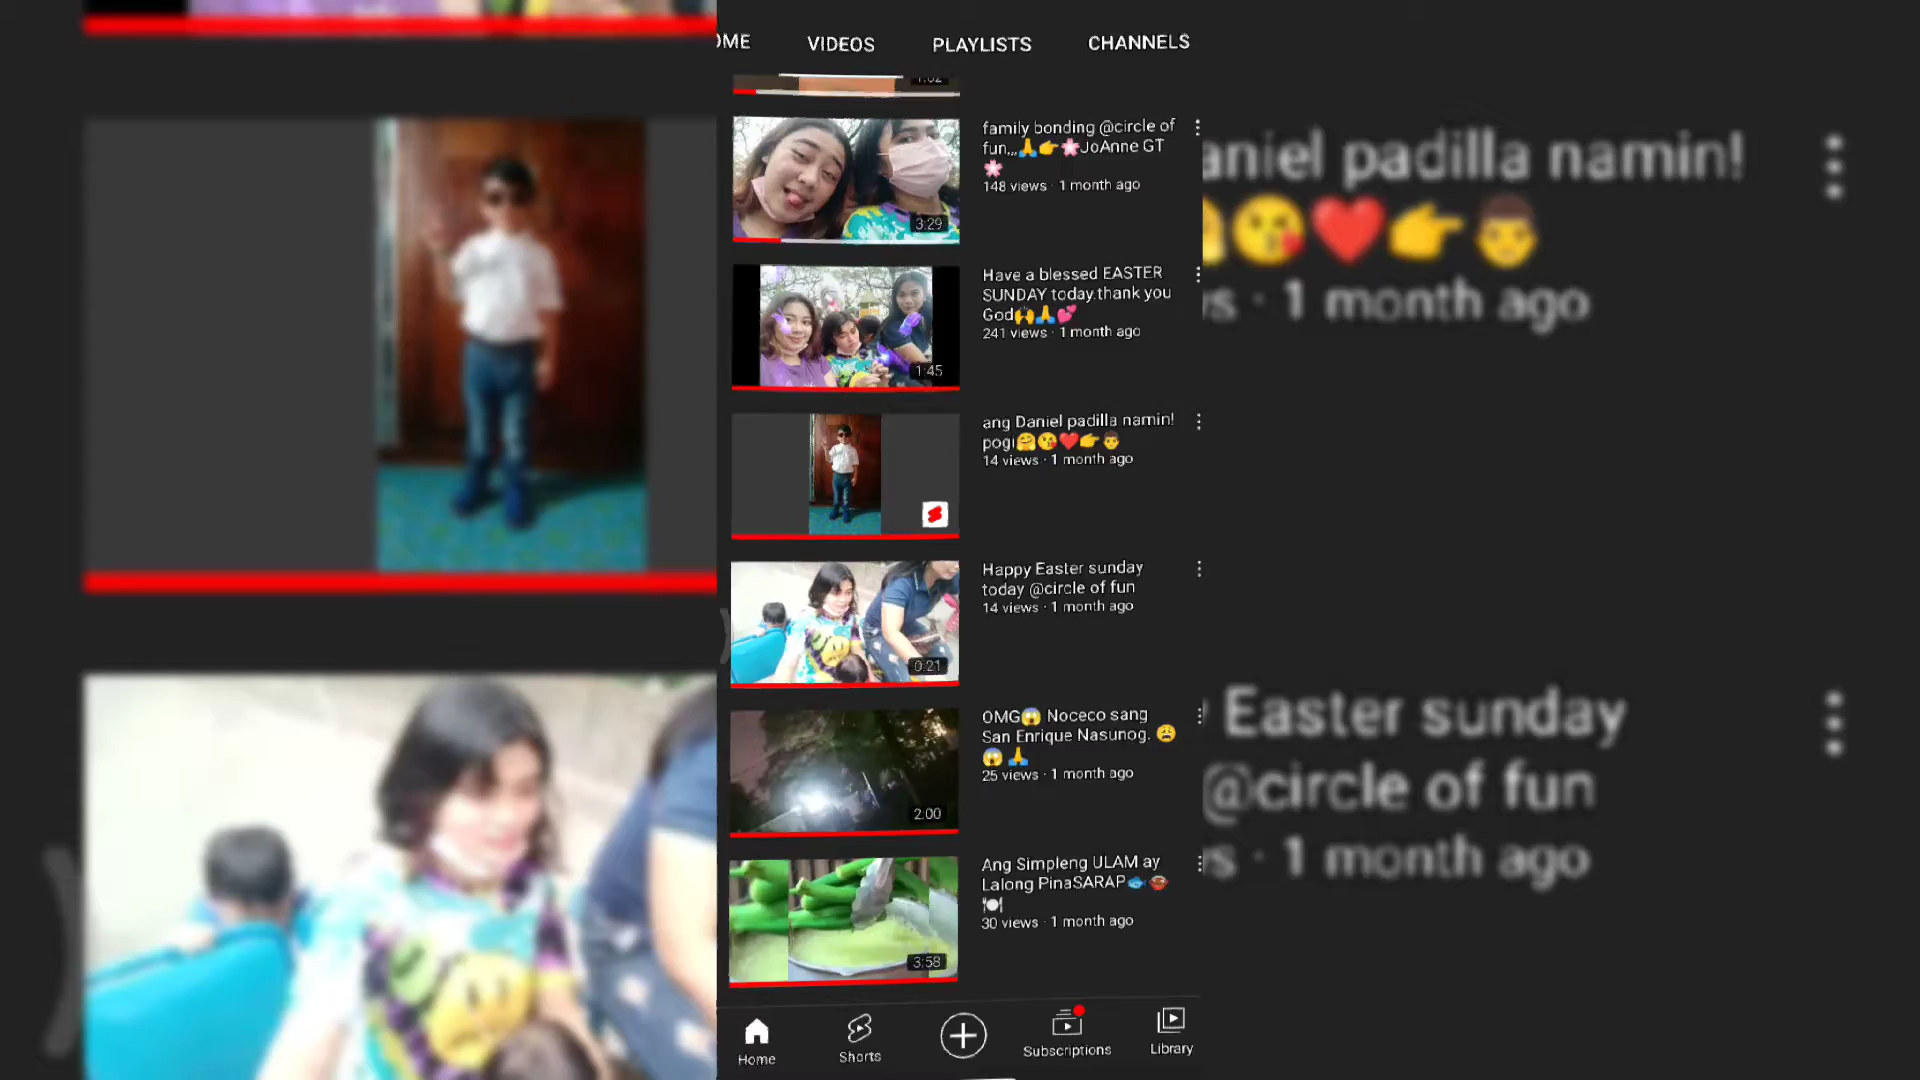 OME
VIDEOS
PLAYLISTS
CHANNELS
1:02
family bonding @circle of
fun,,,🙏👉🌸JoAnne GT
🌸
148 views · 1 month ago
3:29
Have a blessed EASTER
SUNDAY today.thank you
God🙌🙏💕
241 views · 1 month ago
1:45
ang Daniel padilla namin!
pogi🤗😘❤️👉👨
14 views · 1 month ago
Happy Easter sunday
today @circle of fun
14 views · 1 month ago
0:21
OMG😱 Noceco sang
San Enrique Nasunog. 😩
😱 🙏
25 views · 1 month ago
2:00
Ang Simpleng ULAM ay
Lalong PinaSARAP🐟🍲
🍽
30 views · 1 month ago
3:58
Home
Shorts
Subscriptions
Library
aniel padilla namin!
🤗😘❤️👉👨
s · 1 month ago
Easter sunday
@circle of fun
s · 1 month ago